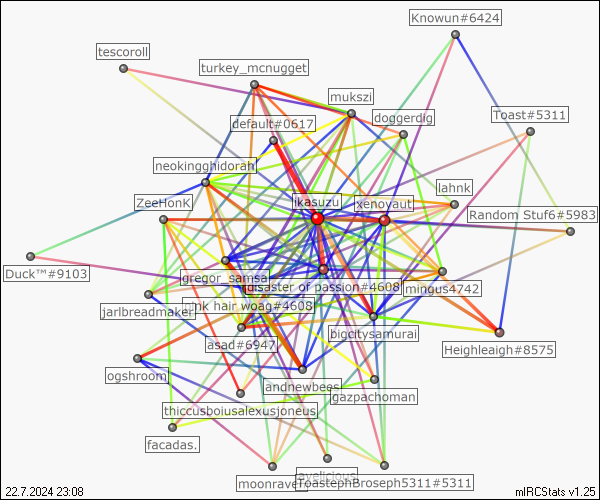 Knowun#6424
tescoroll
turkey_mcnugget
mukszi
Toast#5311
default#0617
doggerdig
neokingghidorah
lahnk
ikasuzu
xenoyaut
ZeeHonK
Random Stuf6#5983
Duck™#9103
gregor_samsa
disaster of passion#4608
mingus4742
jarlbreadmaker
pink hair woag#4608
bigcitysamurai
asad#6947
Heighleaigh#8575
ogshroom
andnewbees
gazpachoman
thiccusboiusalexusjoneus
facadas.
moonraven
ToastephBroseph5311#5311
22.7.2024 23:08
mIRCStats v1.25